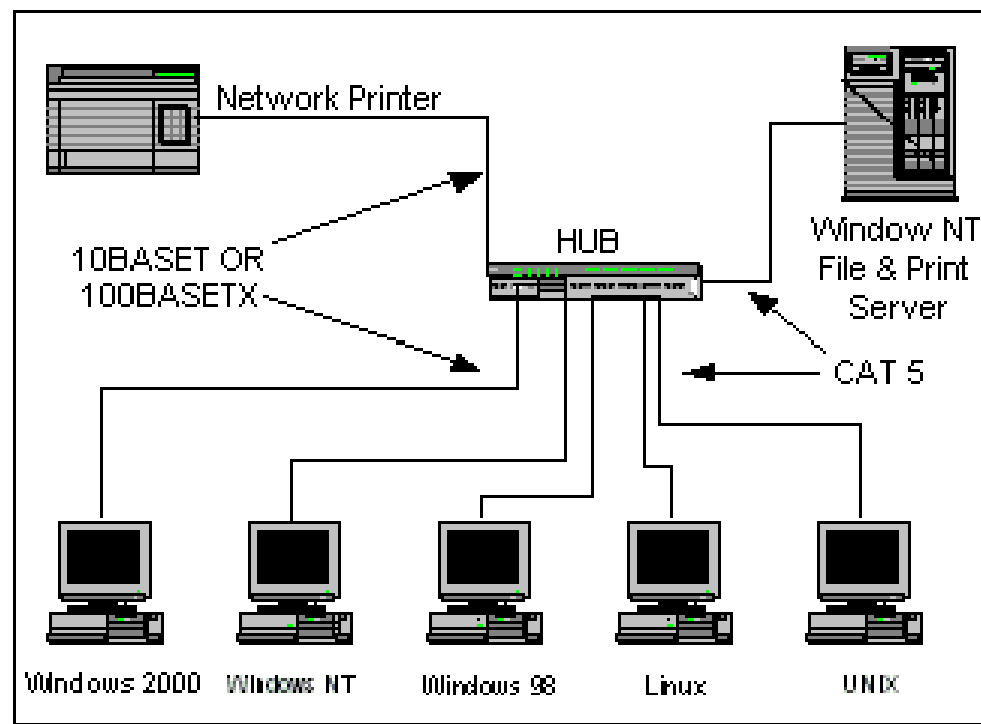 Network Printer
10BASET OR
100BASETX
HUB
Window NT
File & Print
Server
CAT 5
Windows 2000
Windows NT
Windows 98
Linux
UNIX